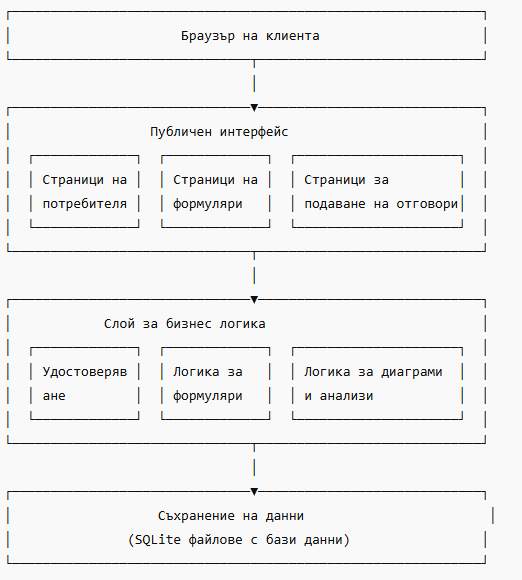 Браузър на клиента
Публичен интерфейс
Страници на Страници на Страници за
потребителя формуляри подаване на отговори
Слой за бизнес логика
Удостоверяв Логика за Логика за диаграми
ане формуляри и анализи
Съхранение на данни
(SQLite файлове с бази данни)